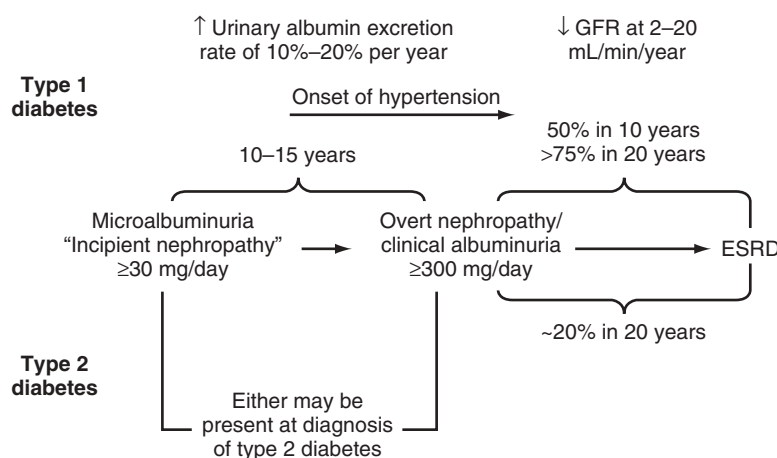 ↑ Urinary albumin excretion
rate of 10%–20% per year
↓ GFR at 2–20
mL/min/year
Type 1
diabetes
Onset of hypertension
50% in 10 years
>75% in 20 years
10–15 years
Microalbuminuria
“Incipient nephropathy”
≥30 mg/day
Overt nephropathy/
clinical albuminuria
≥300 mg/day
ESRD
~20% in 20 years
Type 2
diabetes
Either may be
present at diagnosis
of type 2 diabetes